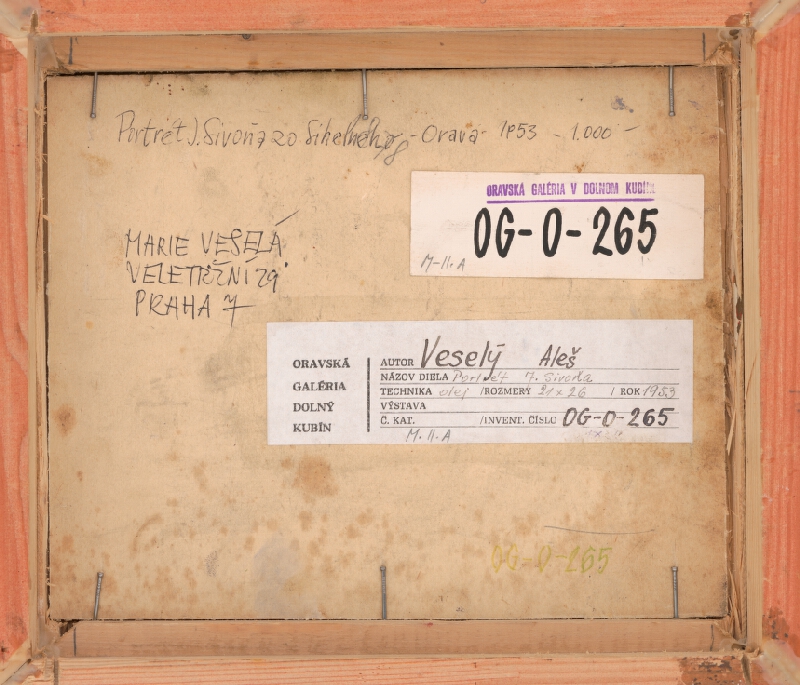 Portrét J. Sivoňa zo Sihelného - Orava 1953 - 1.000 -
ORAVSKÁ GALÉRIA V DOLNOM KUBÍNE
OG-O-265
M-II.A
MARIE VESELÁ
VELETRŽNÍ 29
PRAHA 7
ORAVSKÁ
GALÉRIA
DOLNÝ
KUBÍN
AUTOR Veselý Aleš
NÁZOV DIELA Portrét J. Sivoňa
TECHNIKA olej /ROZMERY 21 x 26 / ROK 1953
VÝSTAVA
Č. KAT. /INVENT. ČÍSLO OG-O-265
M.II.A
OG-O-265